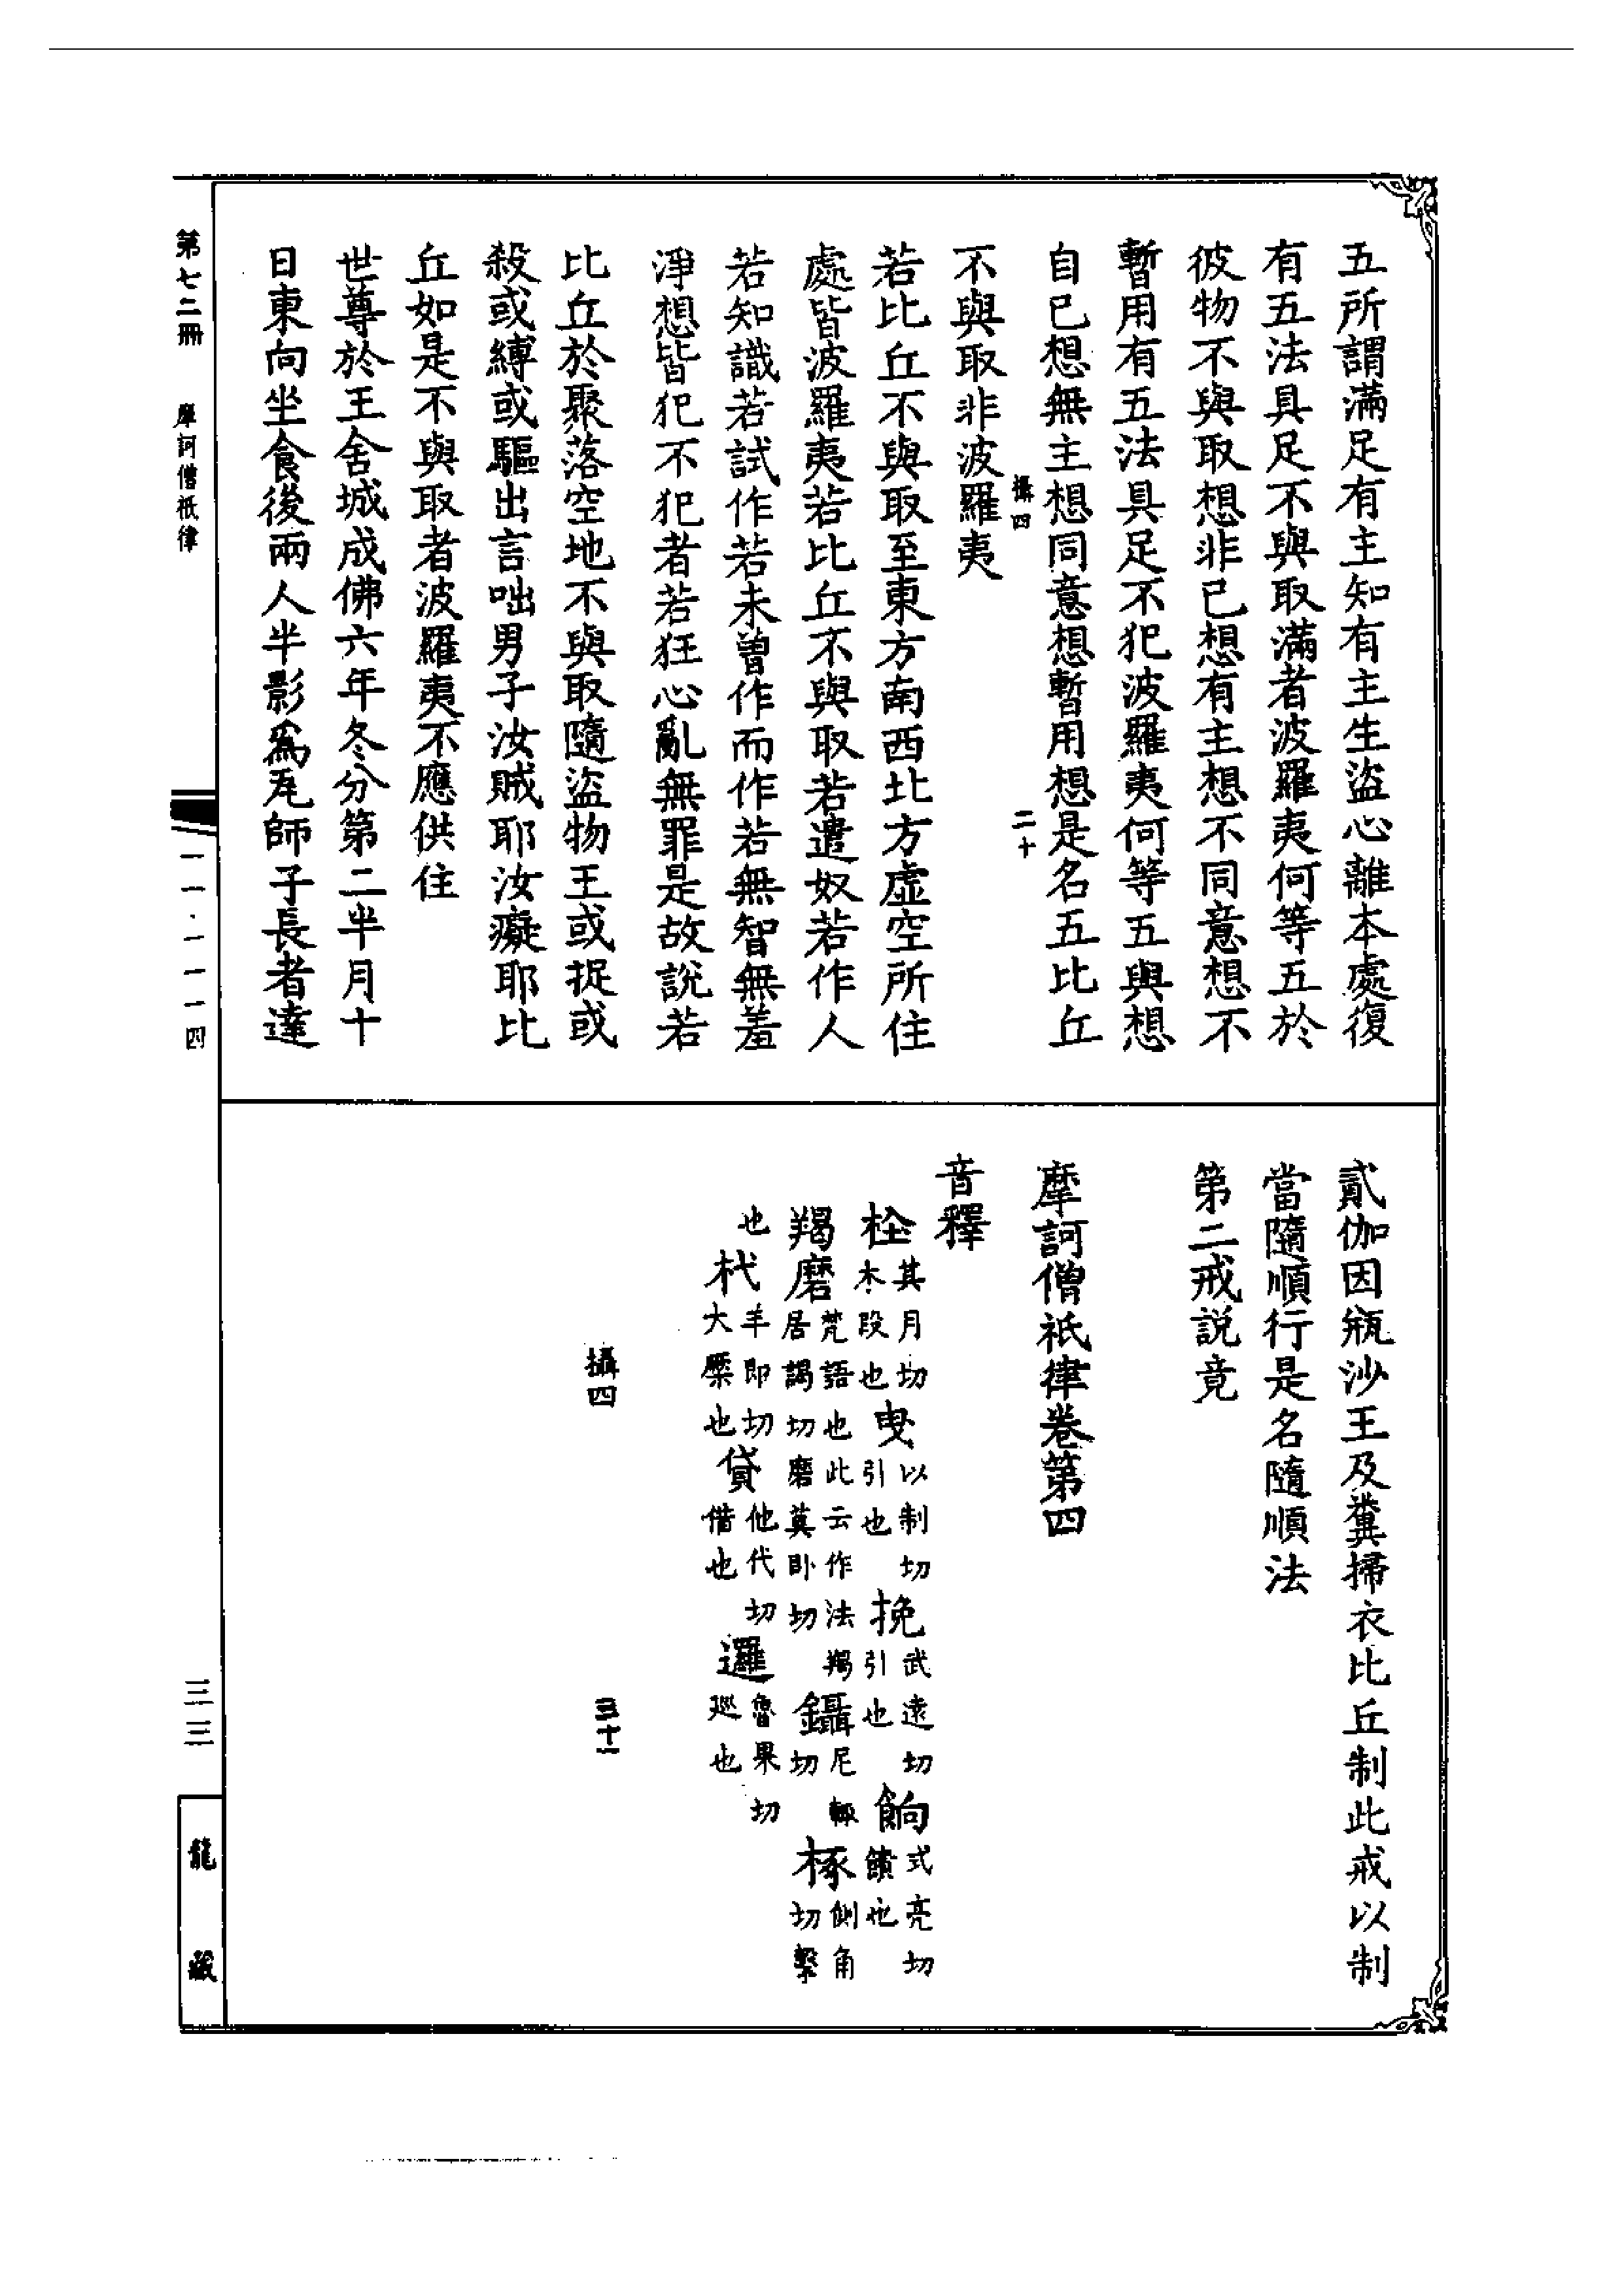 五所謂滿足有主知有主生盜心離本處復
有五法具足不與取滿者波羅夷何等五於
彼物不與取想非已想有主想不同意想不
暫用有五法具足不犯波羅夷何等五與想
自已想無主想同意想暫用想是名五比丘
攝四 二十
不與取非波羅夷
若比丘不與取至東方南西北方虛空所住
處皆波羅夷若比丘不與取若遣奴若作人
若知識若試作若未曾作而作若無智無羞
淨想皆犯不犯者若狂心亂無罪是故說若
比丘於聚落空地不與取隨盜物王或捉或
殺或縛或驅出言咄男子汝賊耶汝癡耶比
丘如是不與取者波羅夷不應供住
世尊於王舍城成佛六年冬分第二半月十
日東向坐食後兩人半影為瓦師子長者達
貳伽因瓶沙王及糞掃衣比丘制此戒以制
當隨順行是名隨順法
第二戒說竟
摩訶僧祇律卷第四
音釋
栓其月切木段也 曳以制切引也 挽武遠切引也 餉式亮切饋也
羯磨梵語也此云作法羯居謁切磨莫卧切 鑷尼輒切 椓側角切擊
也 杙羊即切大橜也 貸他代切借也 邏魯果切巡也
攝四 三十一
第七二冊 摩訶僧祇律
一一·一一一四
三三
龍藏